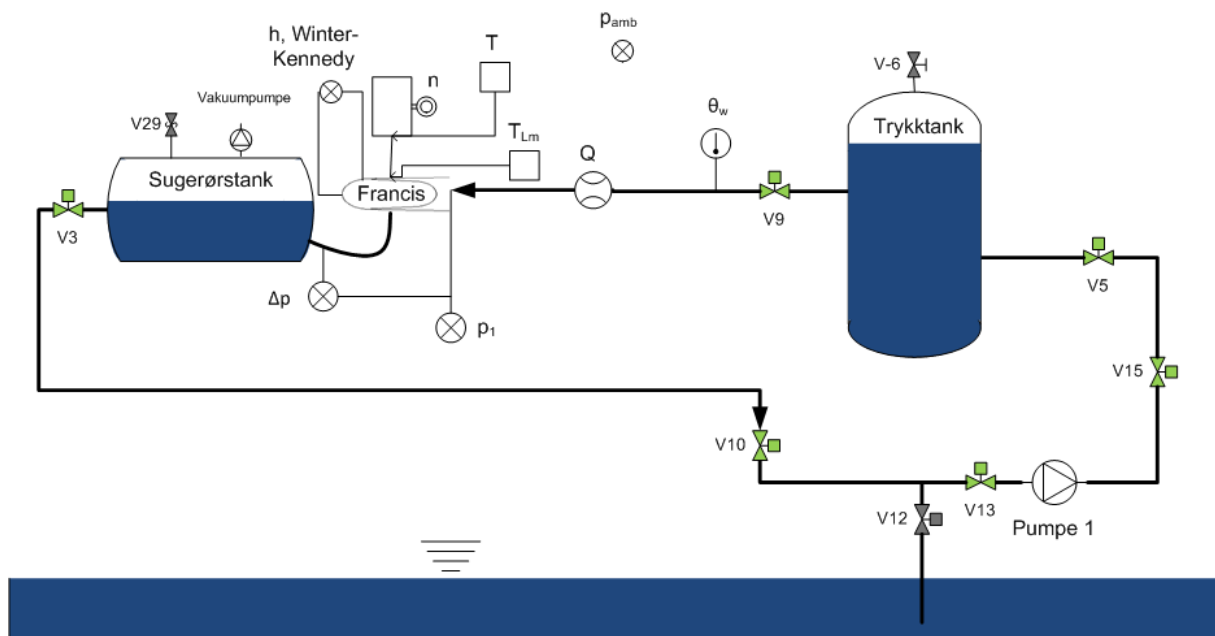 h, Winter-
Kennedy
T
p_amb
V-6
n
Vakuumpumpe
V29
T_Lm
θ_w
Trykktank
Q
Sugerørstank
Francis
V3
V9
V5
Δp
p₁
V15
V10
V12
V13
Pumpe 1